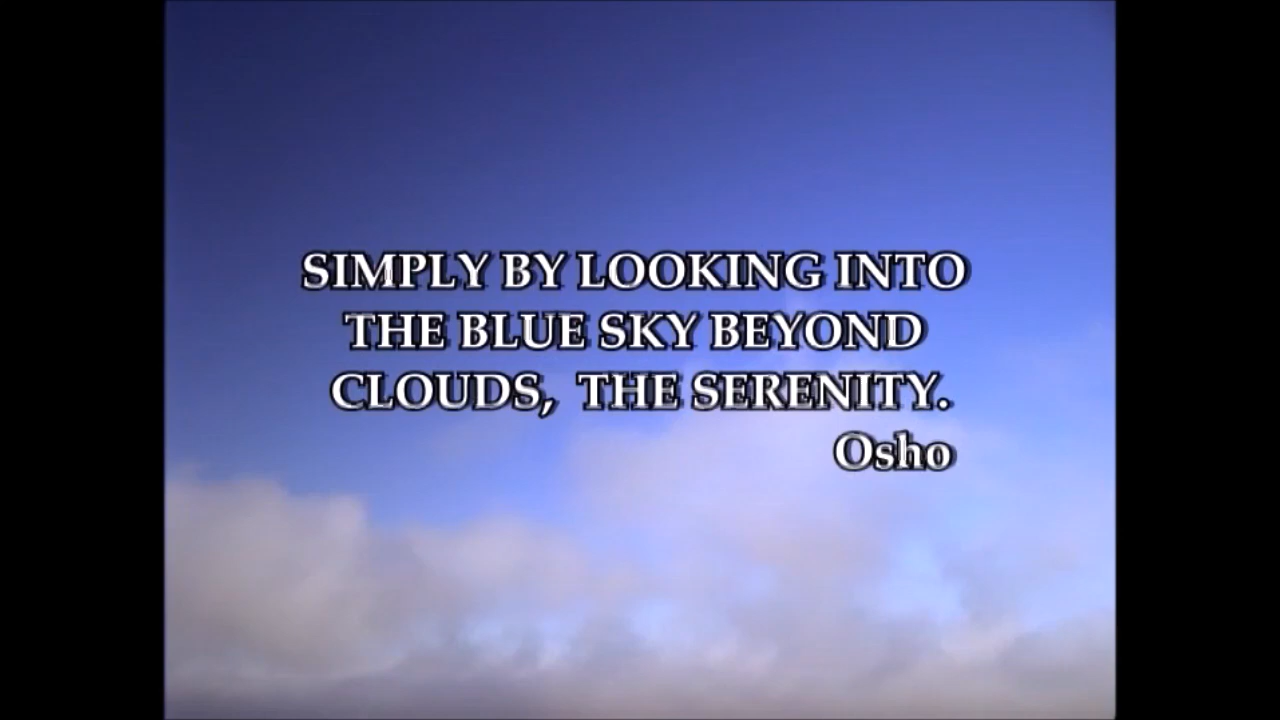 SIMPLY BY LOOKING INTO
THE BLUE SKY BEYOND
CLOUDS, THE SERENITY.
Osho